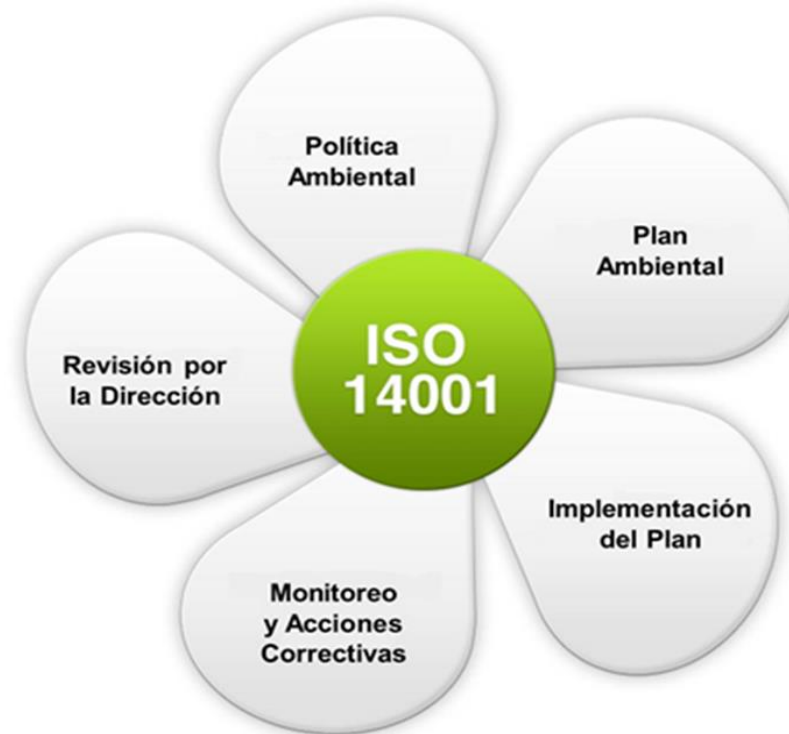 Política
Ambiental
Plan
Ambiental
ISO
14001
Revisión por
la Dirección
Implementación
del Plan
Monitoreo
y Acciones
Correctivas